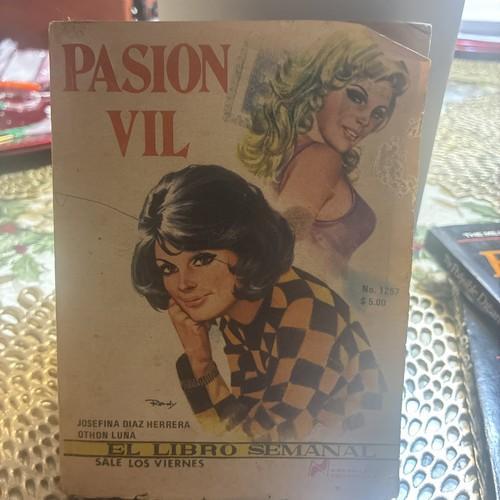 PASION
VIL
No. 1257
$ 5.00
JOSEFINA DIAZ HERRERA
OTHON LUNA
EL LIBRO SEMANAL
SALE LOS VIERNES